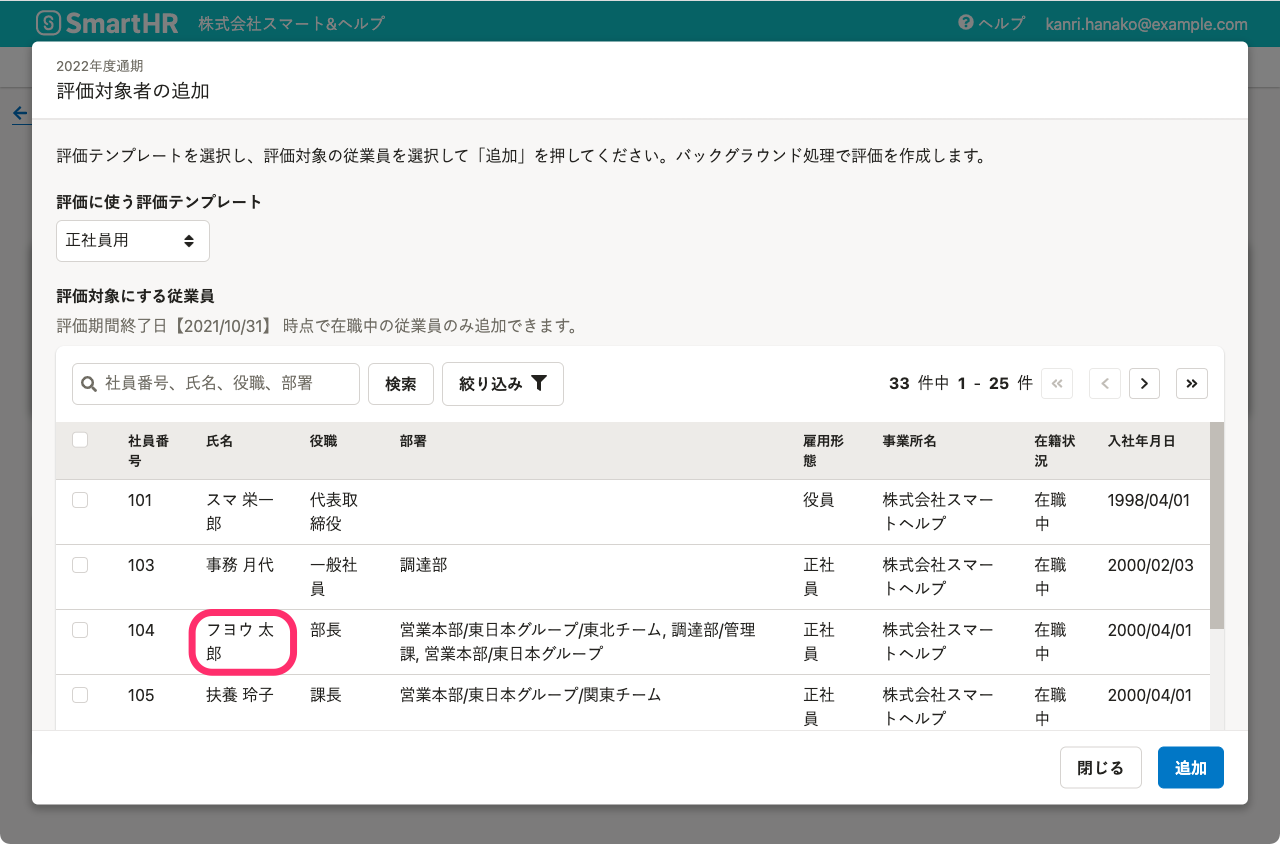 SmartHR 株式会社スマート&ヘルプ ヘルプ kanri.hanako@example.com
2022年度通期
評価対象者の追加
評価テンプレートを選択し、評価対象の従業員を選択して「追加」を押してください。バックグラウンド処理で評価を作成します。
評価に使う評価テンプレート
正社員用
評価対象にする従業員
評価期間終了日【2021/10/31】 時点で在職中の従業員のみ追加できます。
社員番号、氏名、役職、部署 検索 絞り込み 33 件中 1 - 25 件
社員番号 氏名 役職 部署 雇用形態 事業所名 在籍状況 入社年月日
101 スマ 栄一郎 代表取締役 役員 株式会社スマートヘルプ 在職中 1998/04/01
103 事務 月代 一般社員 調達部 正社員 株式会社スマートヘルプ 在職中 2000/02/03
104 フヨウ 太郎 部長 営業本部/東日本グループ/東北チーム, 調達部/管理課, 営業本部/東日本グループ 正社員 株式会社スマートヘルプ 在職中 2000/04/01
105 扶養 玲子 課長 営業本部/東日本グループ/関東チーム 正社員 株式会社スマートヘルプ 在職中 2000/04/01
閉じる 追加